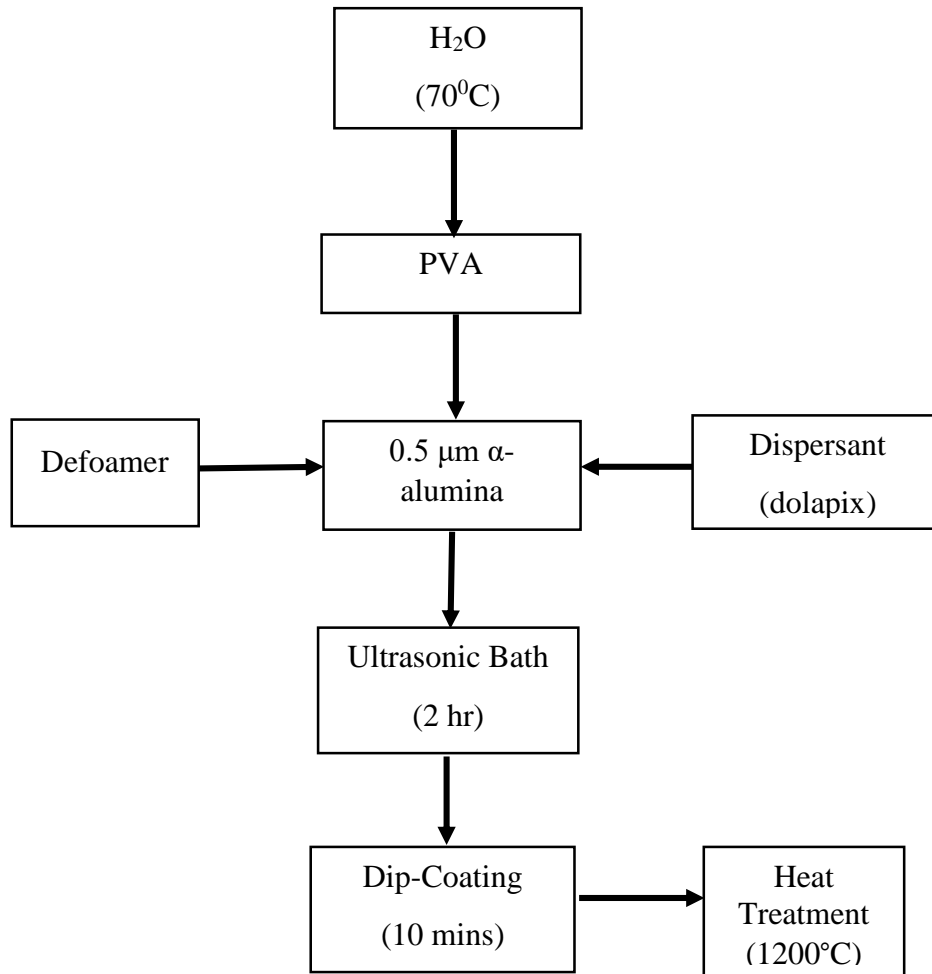 H₂O
(70⁰C)
PVA
Defoamer
0.5 μm α-
alumina
Dispersant
(dolapix)
Ultrasonic Bath
(2 hr)
Dip-Coating
(10 mins)
Heat
Treatment
(1200°C)